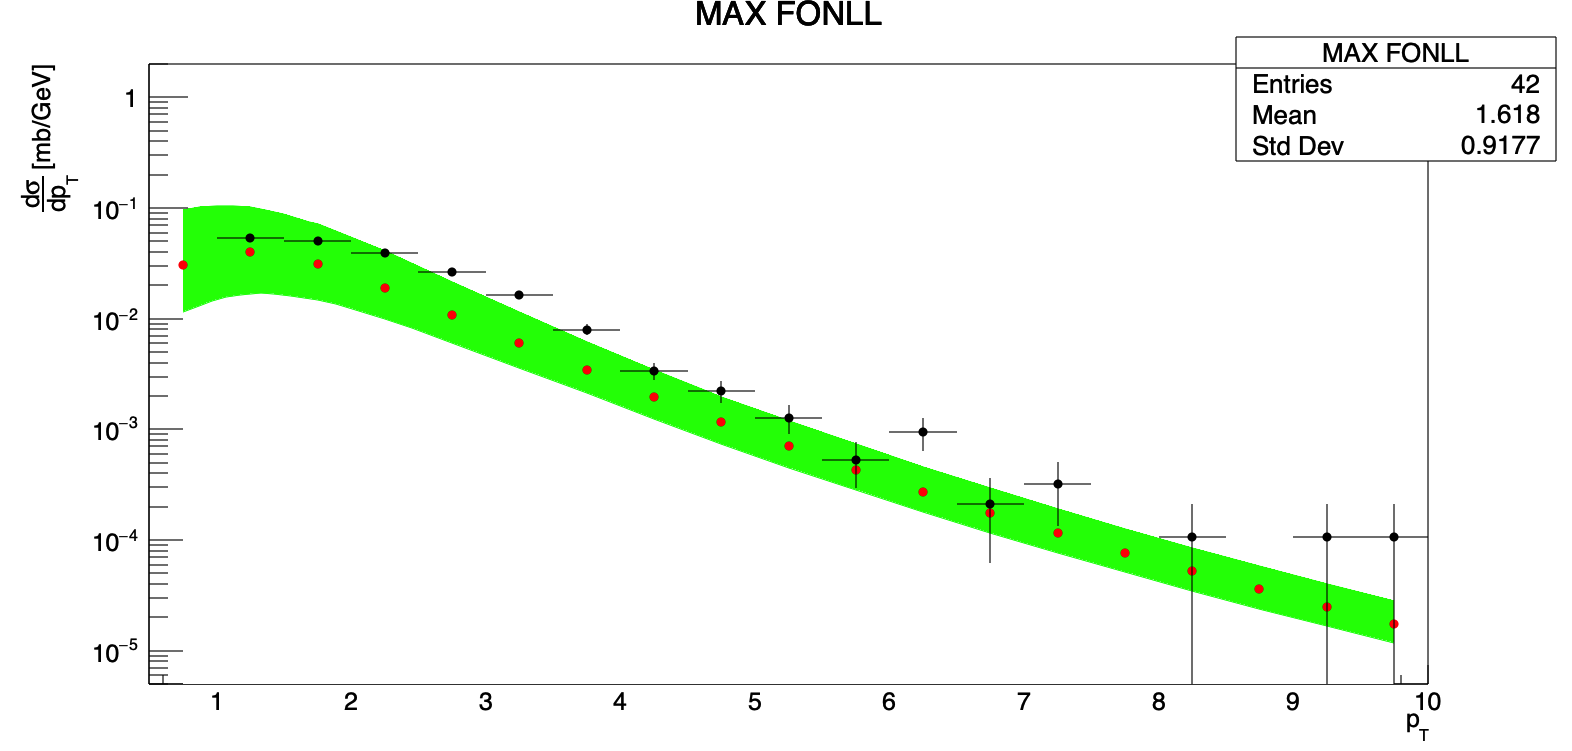 MAX FONLL
MAX FONLL
Entries 42
Mean 1.618
Std Dev 0.9177
dσ/dp_T [mb/GeV]
1
10⁻¹
10⁻²
10⁻³
10⁻⁴
10⁻⁵
1 2 3 4 5 6 7 8 9 10
p_T